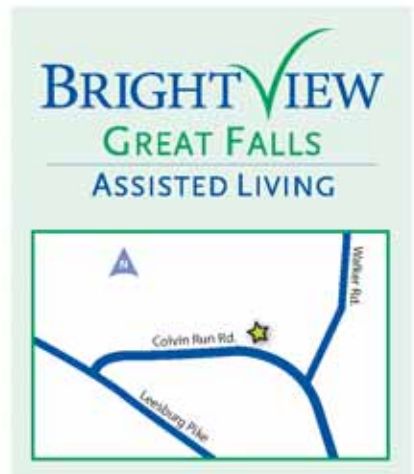 BRIGHTVIEW
GREAT FALLS
ASSISTED LIVING
N
Walker Rd.
Colvin Run Rd.
Leesburg Pike